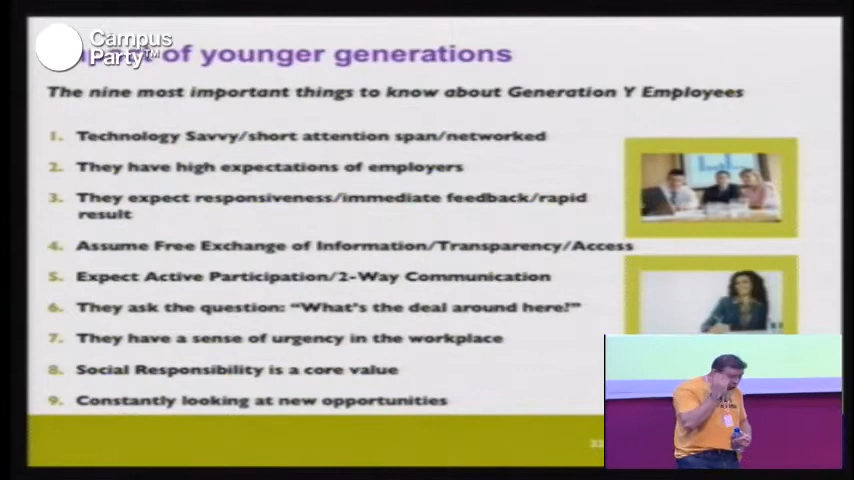 Campus
Party™
of younger generations
The nine most important things to know about Generation Y Employees
1. Technology Savvy/short attention span/networked
2. They have high expectations of employers
3. They expect responsiveness/immediate feedback/rapid
result
4. Assume Free Exchange of Information/Transparency/Access
5. Expect Active Participation/2-Way Communication
6. They ask the question: “What’s the deal around here?”
7. They have a sense of urgency in the workplace
8. Social Responsibility is a core value
9. Constantly looking at new opportunities